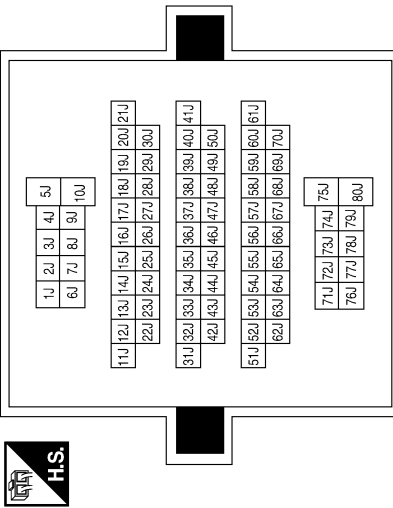 1J 2J 3J 4J 5J
6J 7J 8J 9J 10J
11J 12J 13J 14J 15J 16J 17J 18J 19J 20J 21J
22J 23J 24J 25J 26J 27J 28J 29J 30J
31J 32J 33J 34J 35J 36J 37J 38J 39J 40J 41J
42J 43J 44J 45J 46J 47J 48J 49J 50J
51J 52J 53J 54J 55J 56J 57J 58J 59J 60J 61J
62J 63J 64J 65J 66J 67J 68J 69J 70J
71J 72J 73J 74J 75J
76J 77J 78J 79J 80J
H.S.